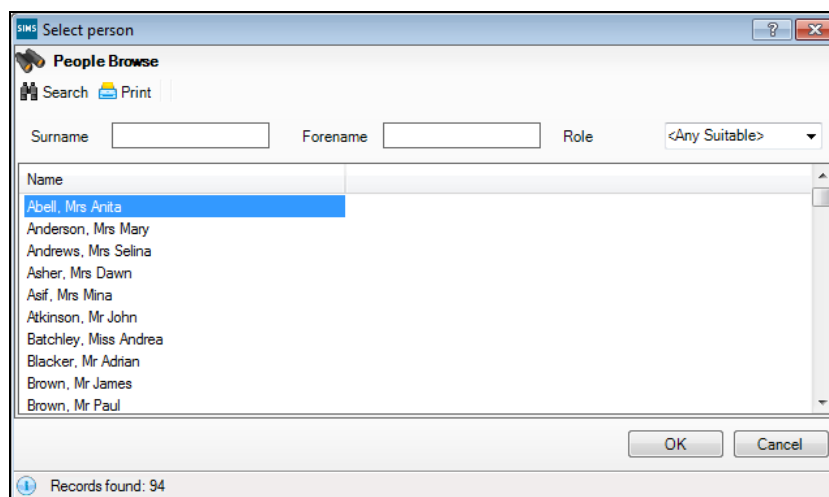 SIMS Select person ?
People Browse
Search Print
Surname Forename Role <Any Suitable>
Name
Abell, Mrs Anita
Anderson, Mrs Mary
Andrews, Mrs Selina
Asher, Mrs Dawn
Asif, Mrs Mina
Atkinson, Mr John
Batchley, Miss Andrea
Blacker, Mr Adrian
Brown, Mr James
Brown, Mr Paul
OK Cancel
Records found: 94